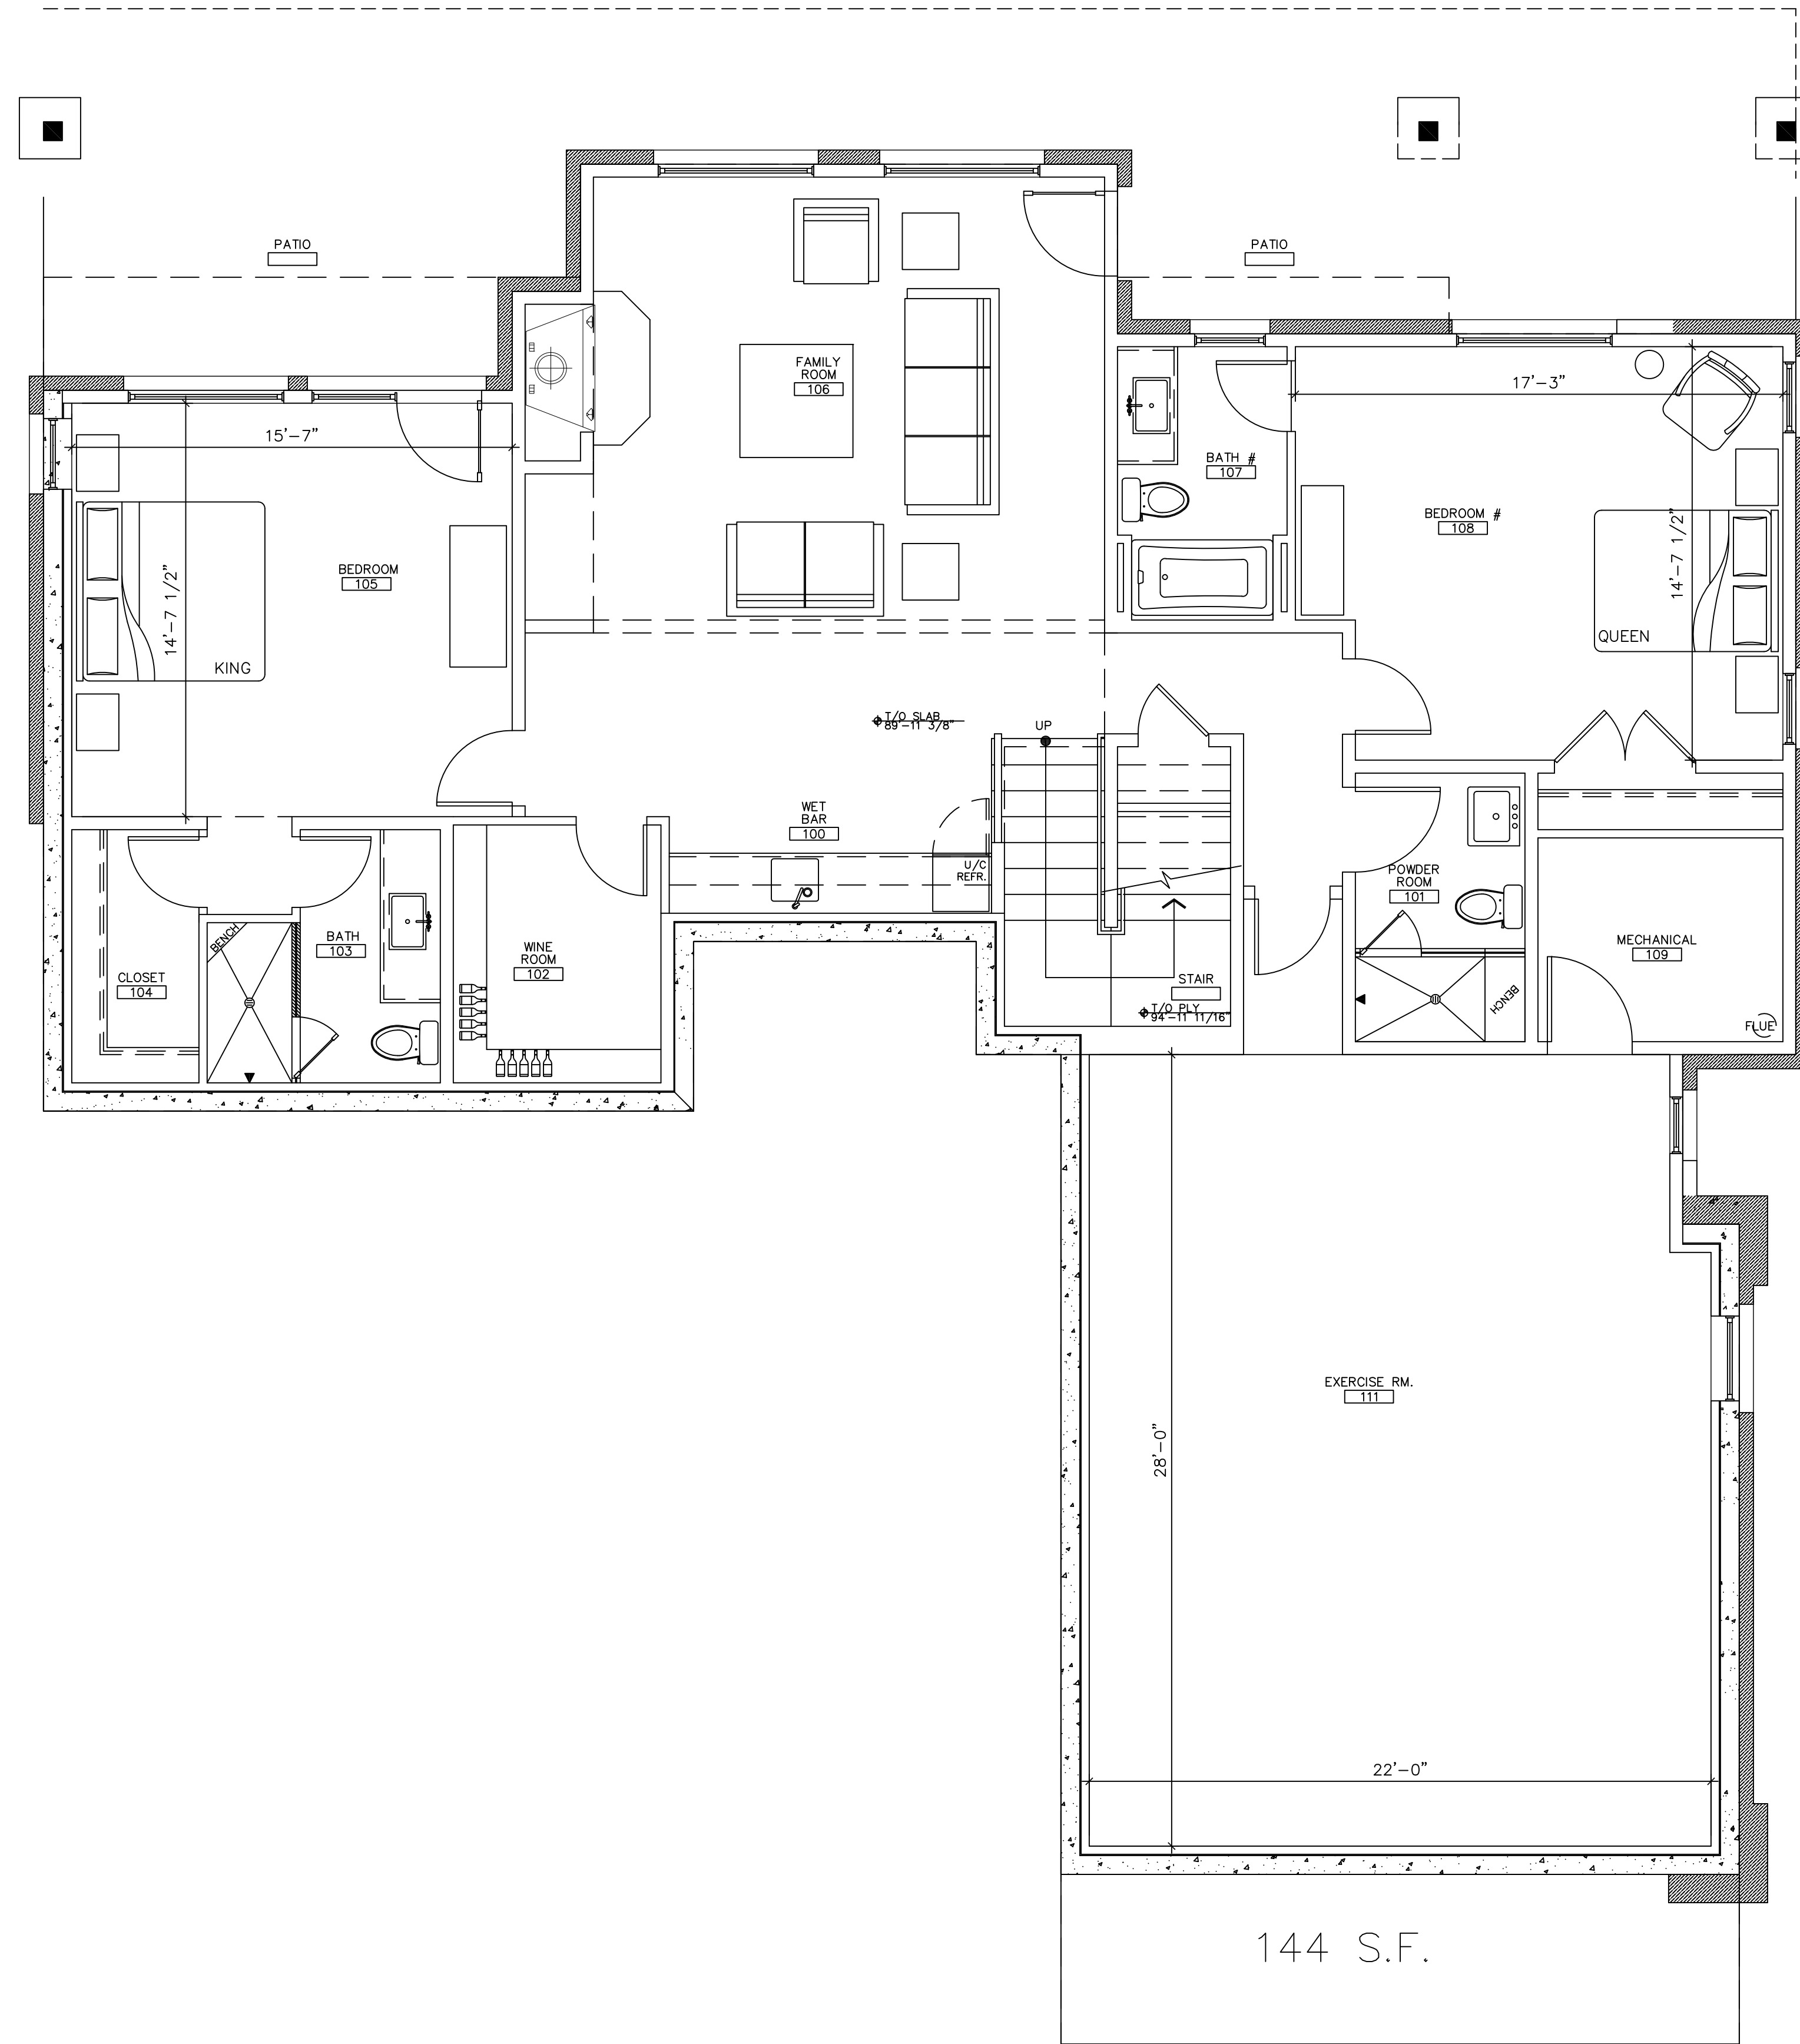 PATIO
PATIO
FAMILY
ROOM
106
15'-7"
17'-3"
BATH #
107
BEDROOM #
108
14'-7 1/2"
BEDROOM
105
14'-7 1/2"
KING
QUEEN
T/O SLAB
89'-11 3/8"
UP
WET
BAR
100
U/C
REFR.
POWDER
ROOM
101
BENCH
BATH
103
WINE
ROOM
102
MECHANICAL
109
CLOSET
104
STAIR
BENCH
T/O PLY
94'-11 11/16"
FLUE
EXERCISE RM.
111
28'-0"
22'-0"
144 S.F.